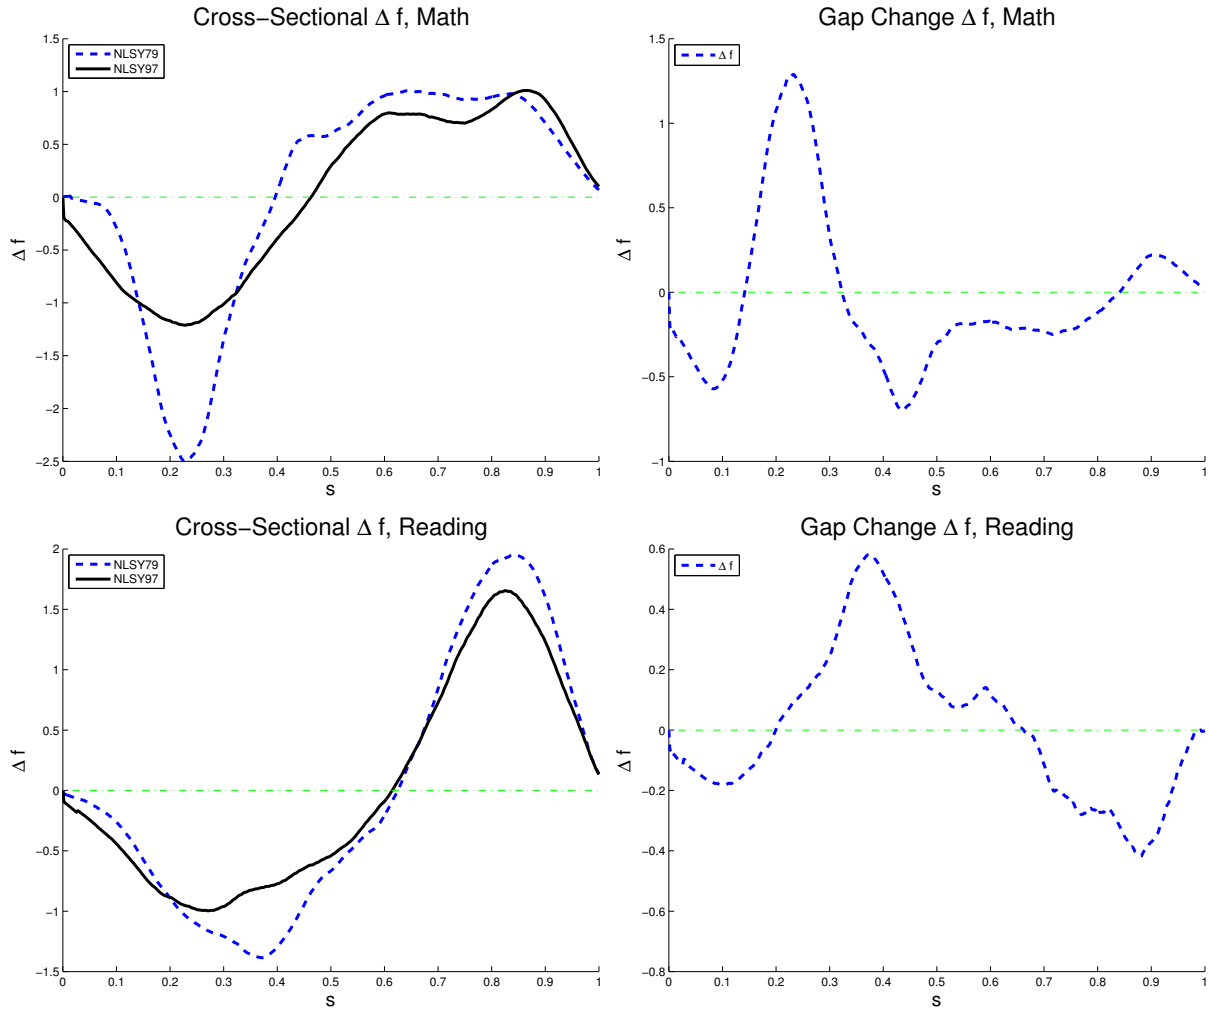 Cross−Sectional Δ f, Math
1.5
1
0.5
0
−0.5
−1
−1.5
−2
−2.5
Δ f
NLSY79
NLSY97
0 0.1 0.2 0.3 0.4 0.5 0.6 0.7 0.8 0.9 1
s
Gap Change Δ f, Math
1.5
1
0.5
0
−0.5
−1
Δ f
Δ f
0 0.1 0.2 0.3 0.4 0.5 0.6 0.7 0.8 0.9 1
s
Cross−Sectional Δ f, Reading
2
1.5
1
0.5
0
−0.5
−1
−1.5
Δ f
NLSY79
NLSY97
0 0.1 0.2 0.3 0.4 0.5 0.6 0.7 0.8 0.9 1
s
Gap Change Δ f, Reading
0.6
0.4
0.2
0
−0.2
−0.4
−0.6
−0.8
Δ f
Δ f
0 0.1 0.2 0.3 0.4 0.5 0.6 0.7 0.8 0.9 1
s